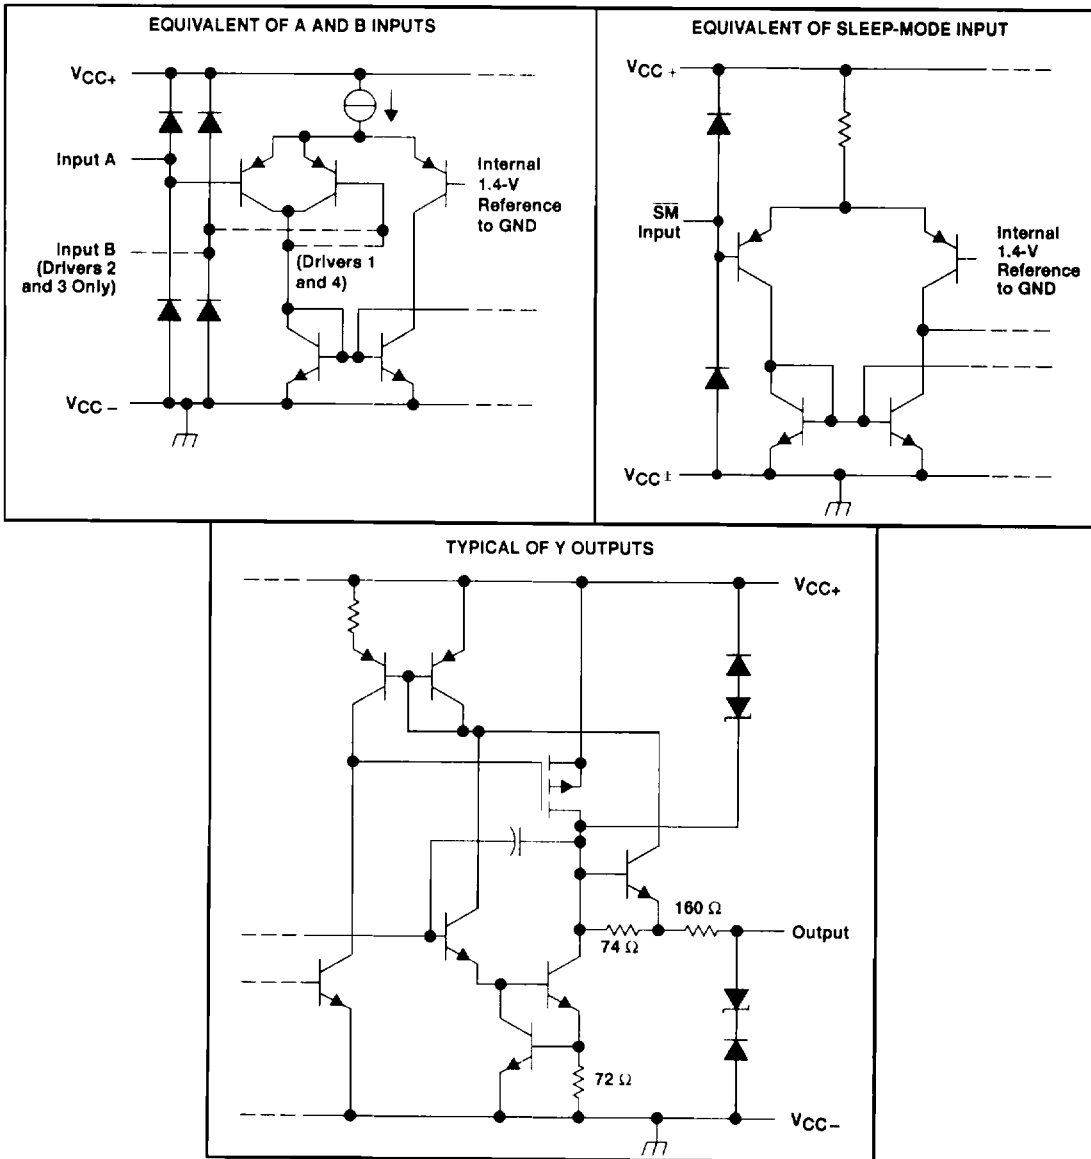 EQUIVALENT OF A AND B INPUTS
VCC+
Input A
Input B
(Drivers 2
and 3 Only)
(Drivers 1
and 4)
Internal
1.4-V
Reference
to GND
VCC –
EQUIVALENT OF SLEEP-MODE INPUT
VCC +
SM
Input
Internal
1.4-V
Reference
to GND
VCC ±
TYPICAL OF Y OUTPUTS
VCC+
160 Ω
74 Ω
Output
72 Ω
VCC –